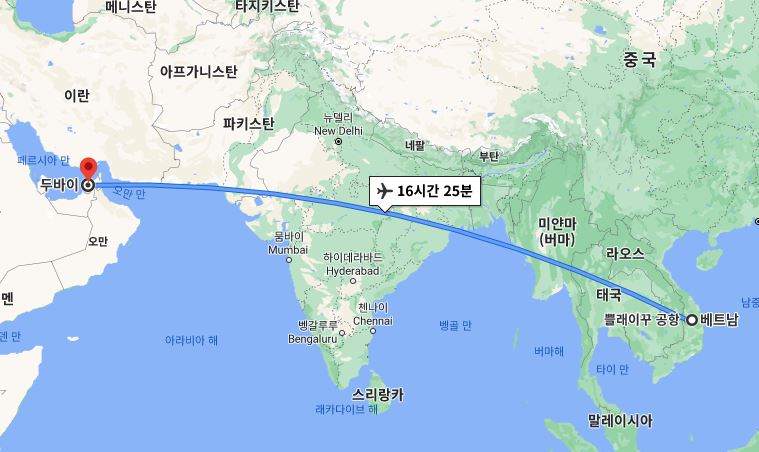 메니스탄
타지키스탄
중국
아프가니스탄
이란
파키스탄
뉴델리
New Delhi
네팔
부탄
페르시아 만
두바이
오만 만
16시간 25분
오만
뭄바이
Mumbai
하이데라바드
Hyderabad
미얀마
(버마)
라오스
멘
태국
쁠래이꾸 공항
베트남
남중
첸나이
Chennai
벵갈루루
Bengaluru
벵골 만
아라비아 해
덴 만
버마해
타이 만
스리랑카
래카다이브 해
말레이시아